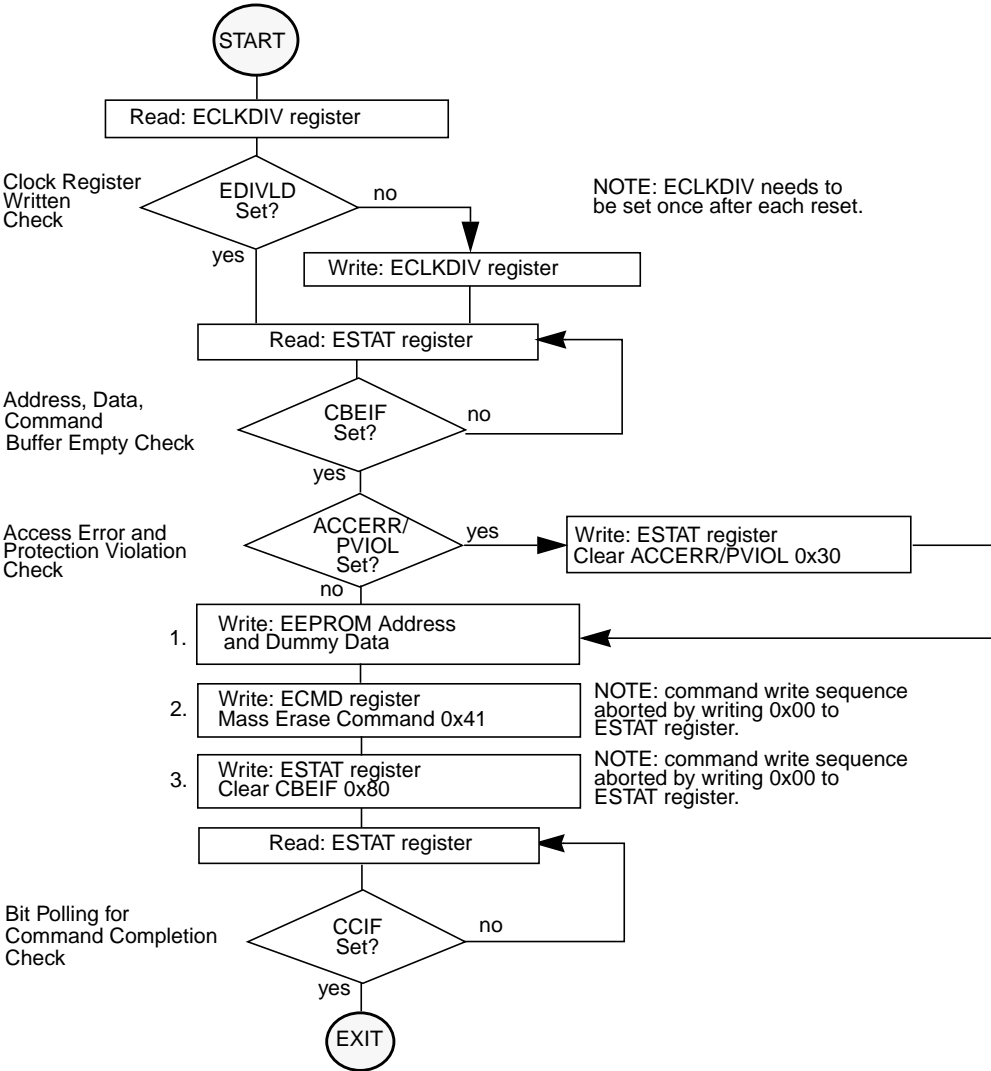 START
Read: ECLKDIV register
Clock Register
Written
Check
EDIVLD
Set?
no
yes
NOTE: ECLKDIV needs to
be set once after each reset.
Write: ECLKDIV register
Read: ESTAT register
Address, Data,
Command
Buffer Empty Check
CBEIF
Set?
no
yes
Access Error and
Protection Violation
Check
ACCERR/
PVIOL
Set?
yes
no
Write: ESTAT register
Clear ACCERR/PVIOL 0x30
1.
Write: EEPROM Address
and Dummy Data
2.
Write: ECMD register
Mass Erase Command 0x41
NOTE: command write sequence
aborted by writing 0x00 to
ESTAT register.
3.
Write: ESTAT register
Clear CBEIF 0x80
NOTE: command write sequence
aborted by writing 0x00 to
ESTAT register.
Read: ESTAT register
Bit Polling for
Command Completion
Check
CCIF
Set?
no
yes
EXIT